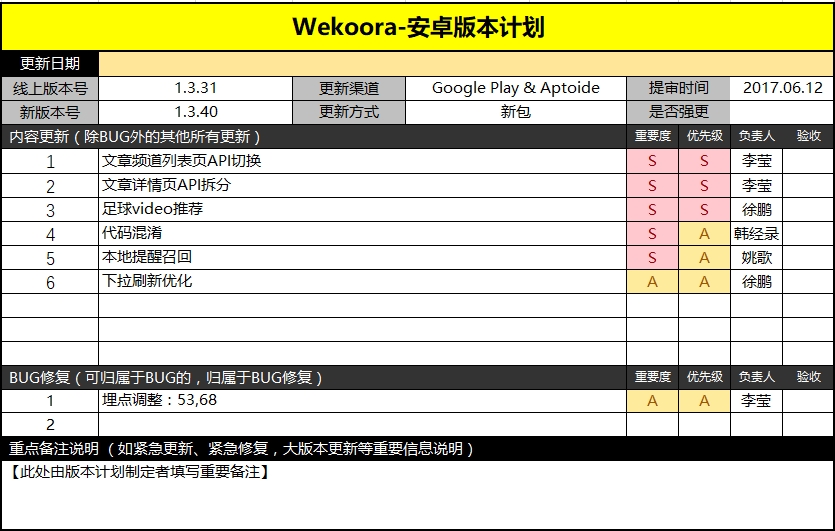 Wekoora-安卓版本计划
更新日期
线上版本号 1.3.31 更新渠道 Google Play & Aptoide 提审时间 2017.06.12
新版本号 1.3.40 更新方式 新包 是否强更
内容更新（除BUG外的其他所有更新） 重要度 优先级 负责人 验收
1 文章频道列表页API切换 S S 李莹
2 文章详情页API拆分 S S 李莹
3 足球video推荐 S S 徐鹏
4 代码混淆 S A 韩经录
5 本地提醒召回 S A 姚歌
6 下拉刷新优化 A A 徐鹏
BUG修复（可归属于BUG的，归属于BUG修复） 重要度 优先级 负责人 验收
1 埋点调整：53,68 A A 李莹
2
重点备注说明 （如紧急更新、紧急修复，大版本更新等重要信息说明）
【此处由版本计划制定者填写重要备注】